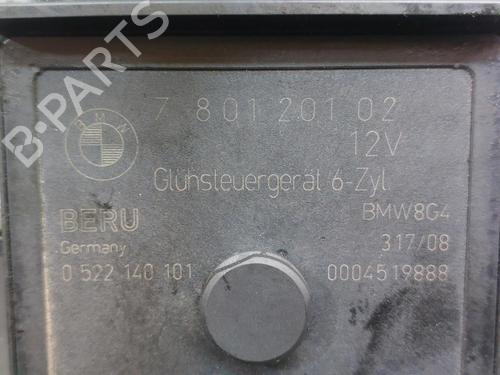 B-PARTS
BMW
7 801 201 02
12V
Glühsteuergerät 6-Zyl
BERU
BMW8G4
Germany
317/08
0 522 140 101
0004519888